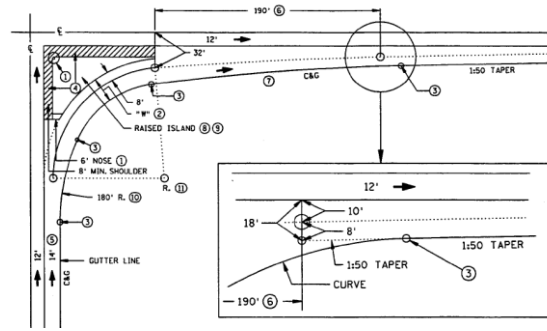 190' ⑥
℄
12'
℄
32'
①
④
8'
"W" ②
③
RAISED ISLAND ⑧ ⑨
③
6' NOSE ①
8' MIN. SHOULDER
R. ⑪
180' R. ⑩
③
⑤
12'
14'
C&G
GUTTER LINE
⑦
C&G
1:50 TAPER
③
12'
10'
18'
8'
1:50 TAPER
1:50 TAPER
③
CURVE
190' ⑥